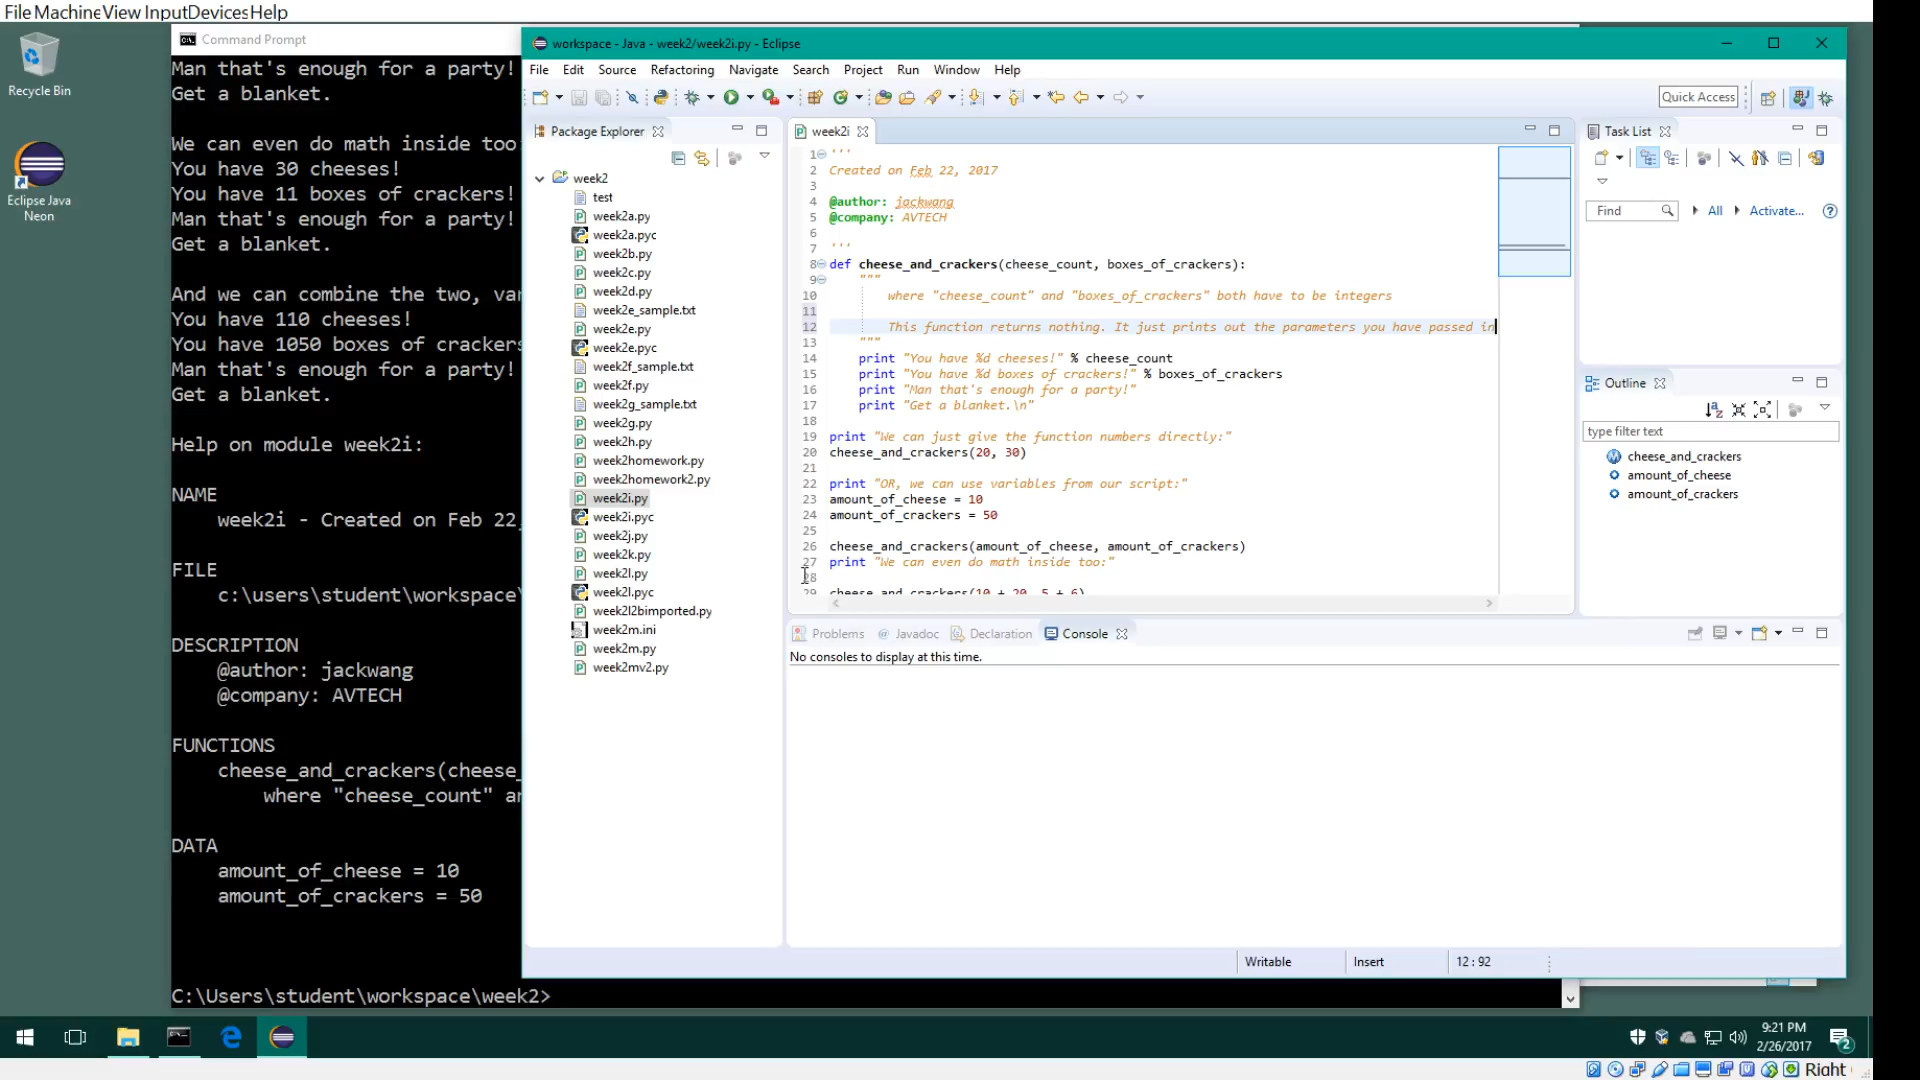 File Machine View Input Devices Help
Recycle Bin
Eclipse Java
Neon
Command Prompt
Man that's enough for a party!
Get a blanket.
We can even do math inside too:
You have 30 cheeses!
You have 11 boxes of crackers!
Man that's enough for a party!
Get a blanket.
And we can combine the two, var
You have 110 cheeses!
You have 1050 boxes of crackers
Man that's enough for a party!
Get a blanket.
Help on module week2i:
NAME
week2i - Created on Feb 22,
FILE
c:\users\student\workspace\
DESCRIPTION
@author: jackwang
@company: AVTECH
FUNCTIONS
cheese_and_crackers(cheese_
where "cheese_count" an
DATA
amount_of_cheese = 10
amount_of_crackers = 50
C:\Users\student\workspace\week2>
workspace - Java - week2/week2i.py - Eclipse
File Edit Source Refactoring Navigate Search Project Run Window Help
Quick Access
Package Explorer
week2
test
week2a.py
week2a.pyc
week2b.py
week2c.py
week2d.py
week2e_sample.txt
week2e.py
week2e.pyc
week2f_sample.txt
week2f.py
week2g_sample.txt
week2g.py
week2h.py
week2homework.py
week2homework2.py
week2i.py
week2i.pyc
week2j.py
week2k.py
week2l.py
week2l.pyc
week2l2bimported.py
week2m.ini
week2m.py
week2mv2.py
week2i
1 '''
2 Created on Feb 22, 2017
3
4 @author: jackwang
5 @company: AVTECH
6
7 '''
8 def cheese_and_crackers(cheese_count, boxes_of_crackers):
9 """
10 where "cheese_count" and "boxes_of_crackers" both have to be integers
11
12 This function returns nothing. It just prints out the parameters you have passed in
13 """
14 print "You have %d cheeses!" % cheese_count
15 print "You have %d boxes of crackers!" % boxes_of_crackers
16 print "Man that's enough for a party!"
17 print "Get a blanket.\n"
18
19 print "We can just give the function numbers directly:"
20 cheese_and_crackers(20, 30)
21
22 print "OR, we can use variables from our script:"
23 amount_of_cheese = 10
24 amount_of_crackers = 50
25
26 cheese_and_crackers(amount_of_cheese, amount_of_crackers)
27 print "We can even do math inside too:"
28
29 cheese_and_crackers(10 + 20, 5 + 6)
Task List
Find All Activate...
Outline
type filter text
cheese_and_crackers
amount_of_cheese
amount_of_crackers
Problems @ Javadoc Declaration Console
No consoles to display at this time.
Writable Insert 12 : 92
9:21 PM
2/26/2017
2
Right